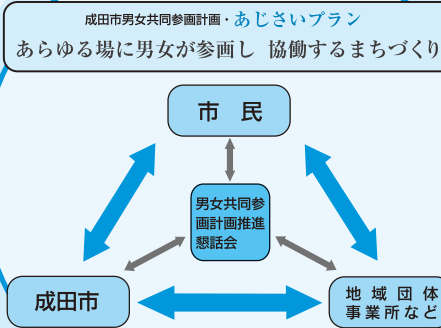 成田市男女共同参画計画・あじさいプラン
あらゆる場に男女が参画し 協働するまちづくり
市 民
男女共同参
画計画推進
懇話会
成田市
地 域 団 体
事業所など